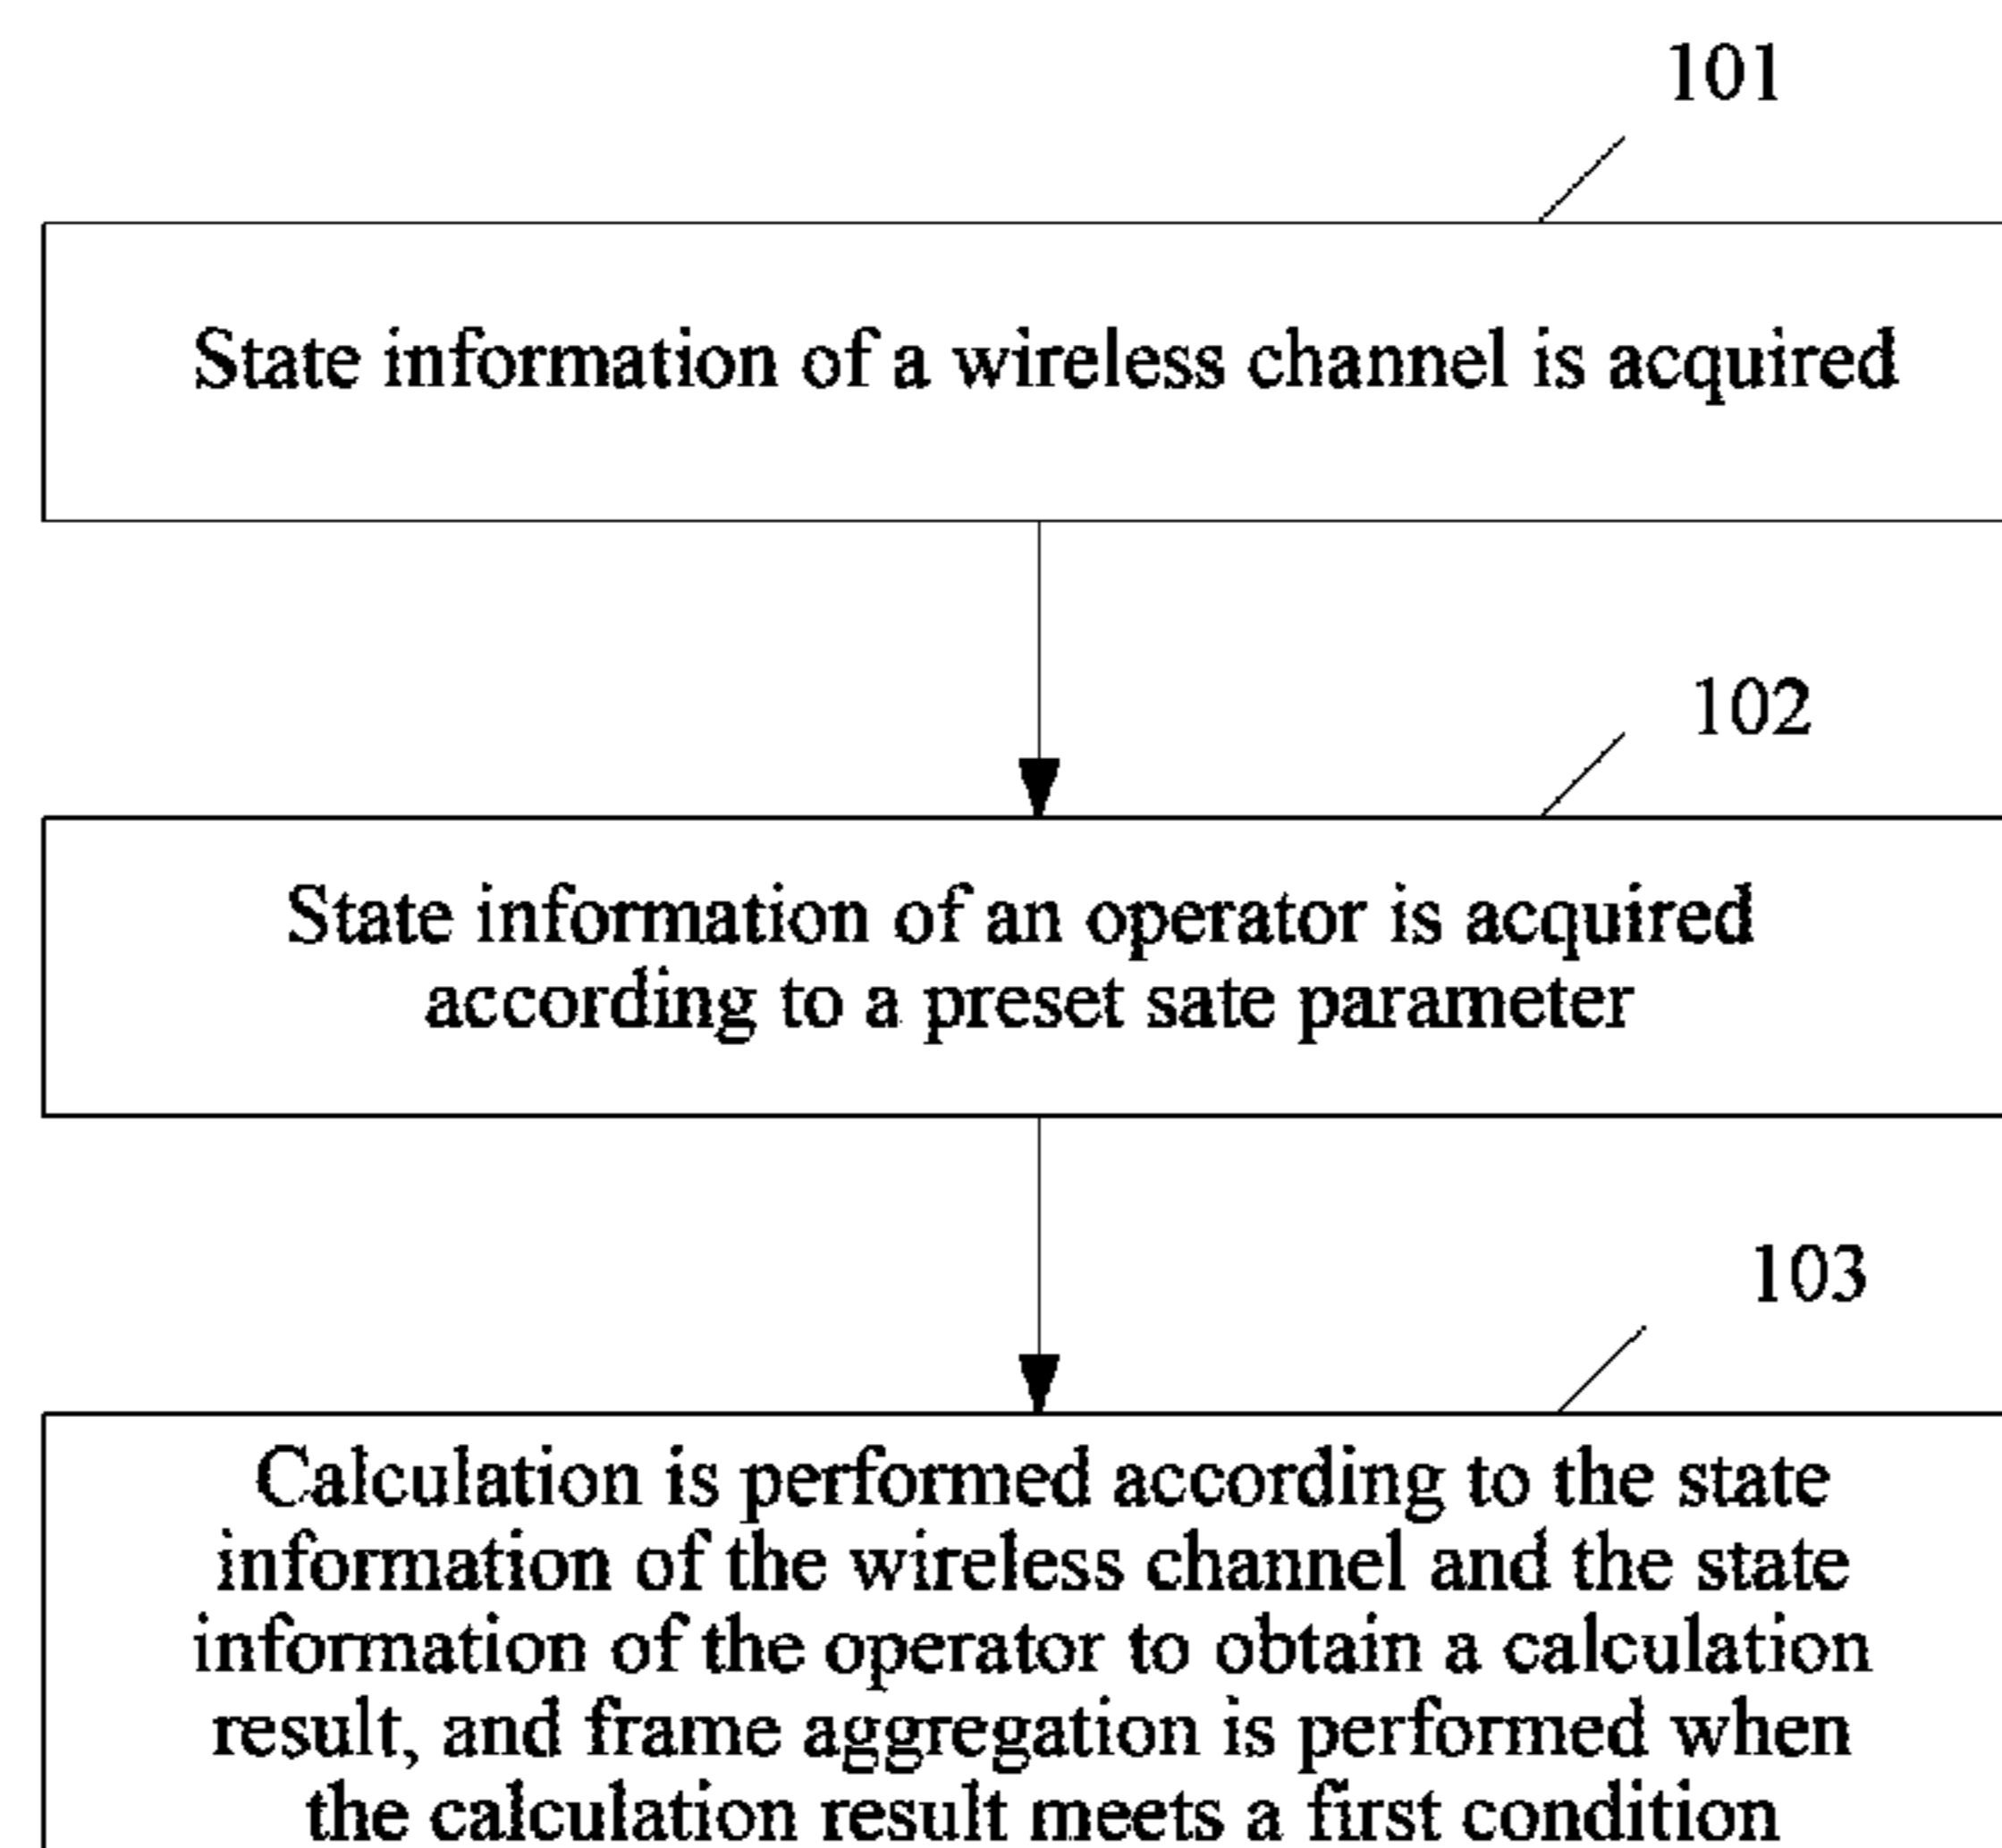 101
State information of a wireless channel is acquired
102
State information of an operator is acquired
according to a preset sate parameter
103
Calculation is performed according to the state
information of the wireless channel and the state
information of the operator to obtain a calculation
result, and frame aggregation is performed when
the calculation result meets a first condition